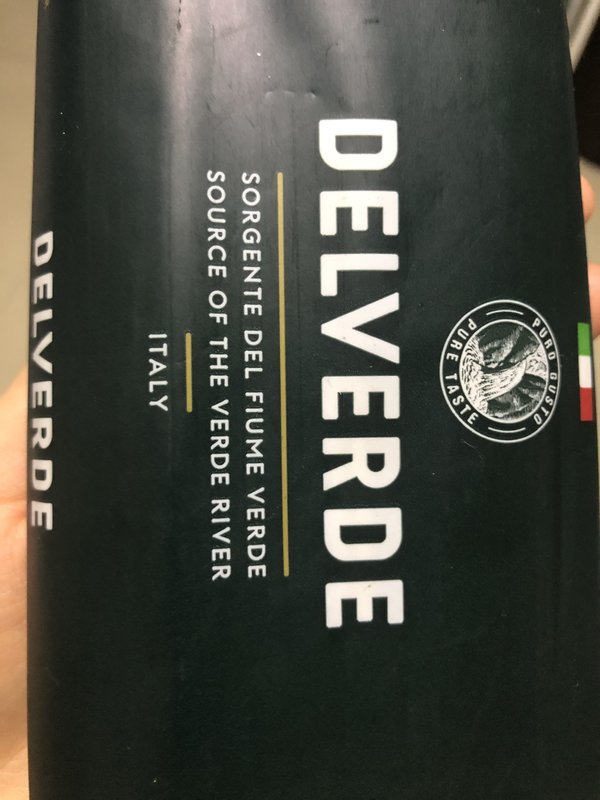 PURO GUSTO
PURE TASTE
DELVERDE
SORGENTE DEL FIUME VERDE
SOURCE OF THE VERDE RIVER
ITALY
DELVERDE